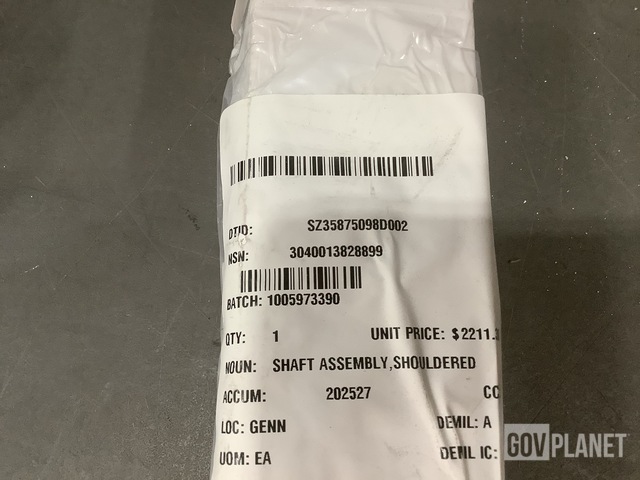 DTID: SZ35875098D002
NSN: 3040013828899
BATCH: 1005973390
QTY: 1 UNIT PRICE: $2211.
NOUN: SHAFT ASSEMBLY,SHOULDERED
ACCUM: 202527 CC
LOC: GENN DEMIL: A
UOM: EA DEMIL IC:
GOVPLANET